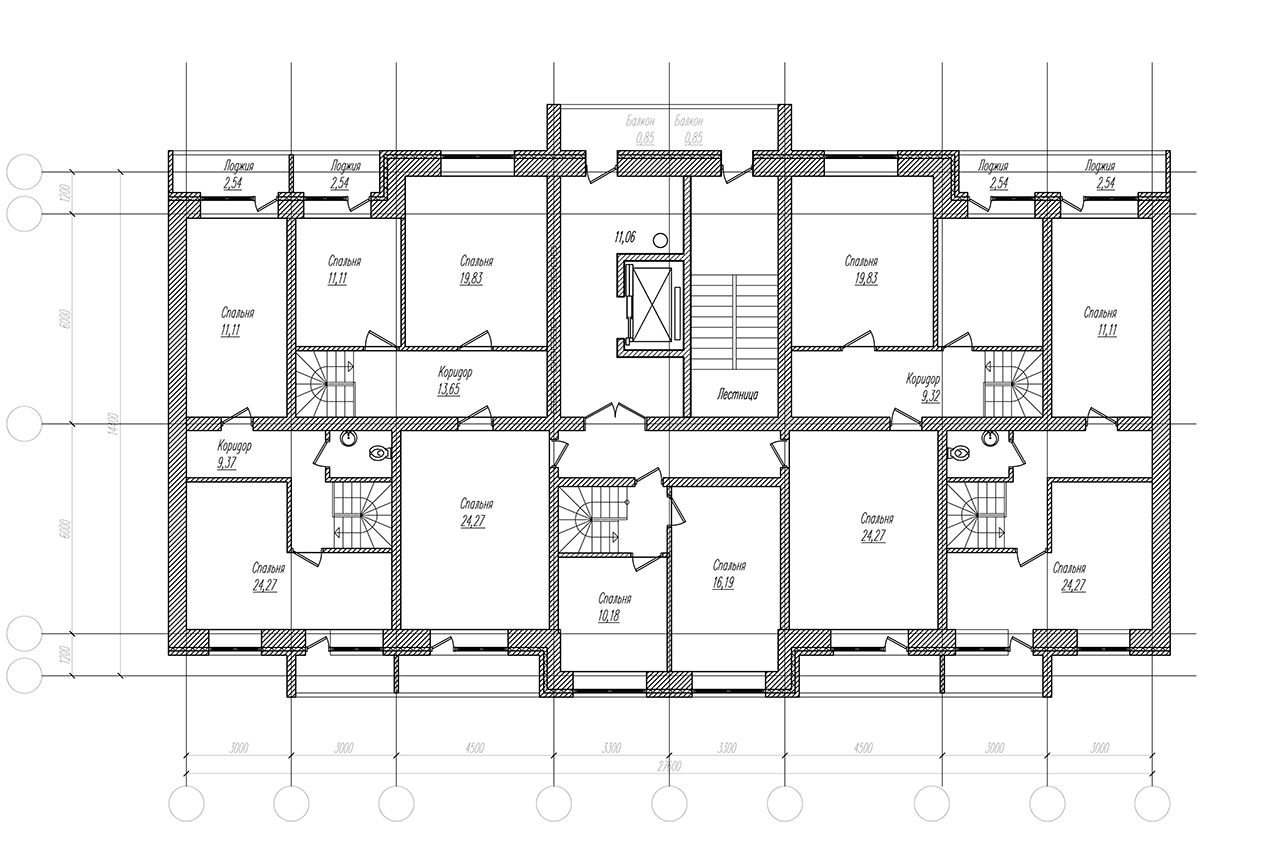 Балкон
0,85
Балкон
0,85
Лоджия
2,54
Лоджия
2,54
Лоджия
2,54
Лоджия
2,54
1200
11,06
Спальня
11,11
Спальня
19,83
Спальня
19,83
Спальня
11,11
Спальня
11,11
6000
Коридор
13,65
Коридор
9,32
Лестница
14400
Коридор
9,37
Спальня
24,27
Спальня
24,27
6000
Спальня
24,27
Спальня
16,19
Спальня
24,27
Спальня
10,18
1200
3000
3000
4500
3300
3300
4500
3000
3000
27600